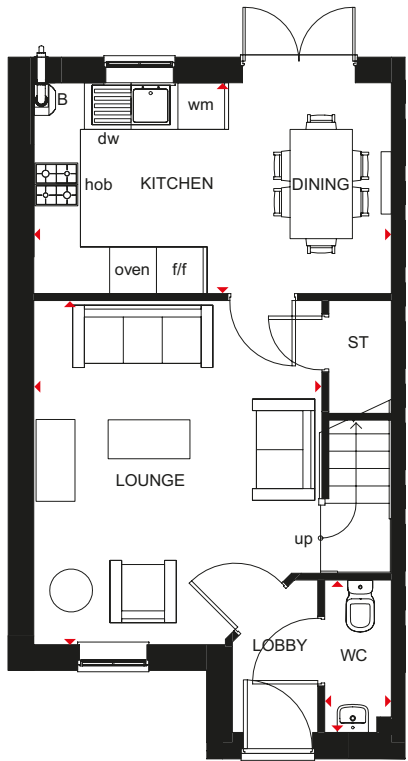 B
wm
dw
hob
KITCHEN
DINING
oven
f/f
ST
LOUNGE
up
LOBBY
WC